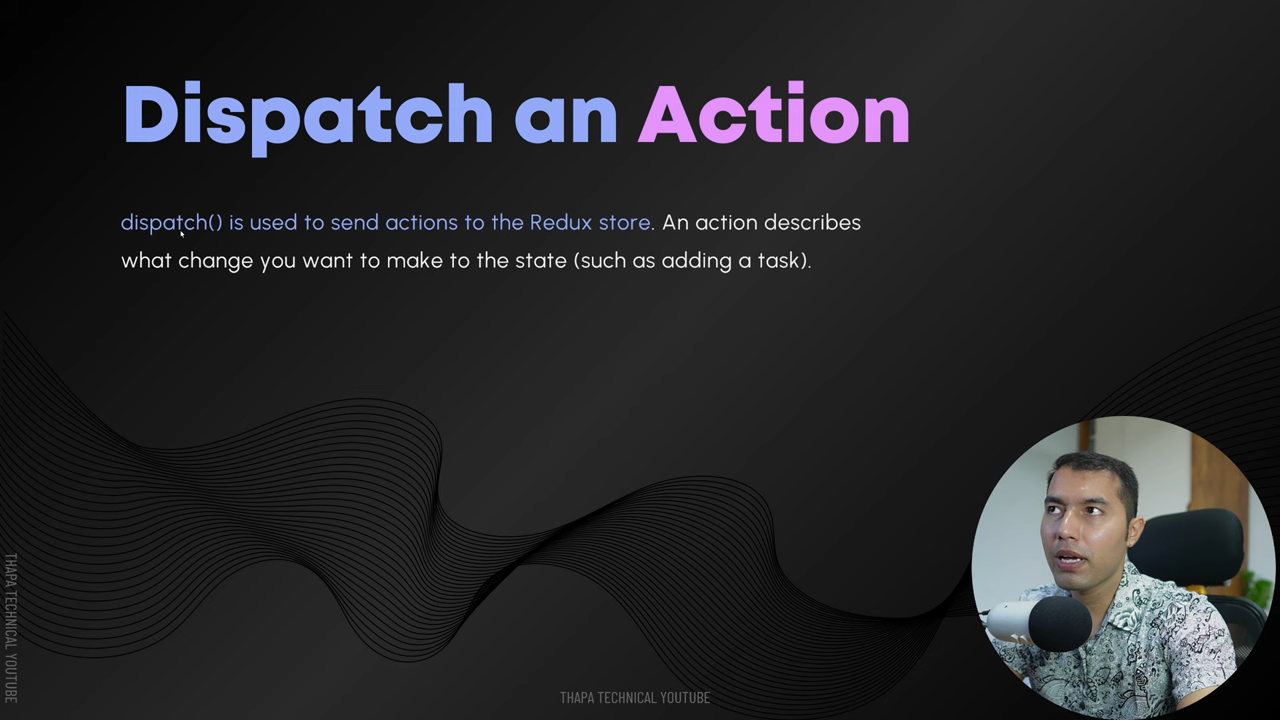 Dispatch an Action
dispatch() is used to send actions to the Redux store. An action describes
what change you want to make to the state (such as adding a task).
THAPA TECHNICAL YOUTUBE
THAPA TECHNICAL YOUTUBE